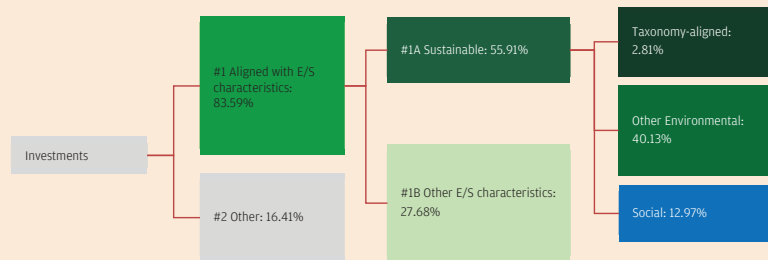 Investments
#1 Aligned with E/S
characteristics:
83.59%
#2 Other: 16.41%
#1A Sustainable: 55.91%
#1B Other E/S characteristics:
27.68%
Taxonomy-aligned:
2.81%
Other Environmental:
40.13%
Social: 12.97%